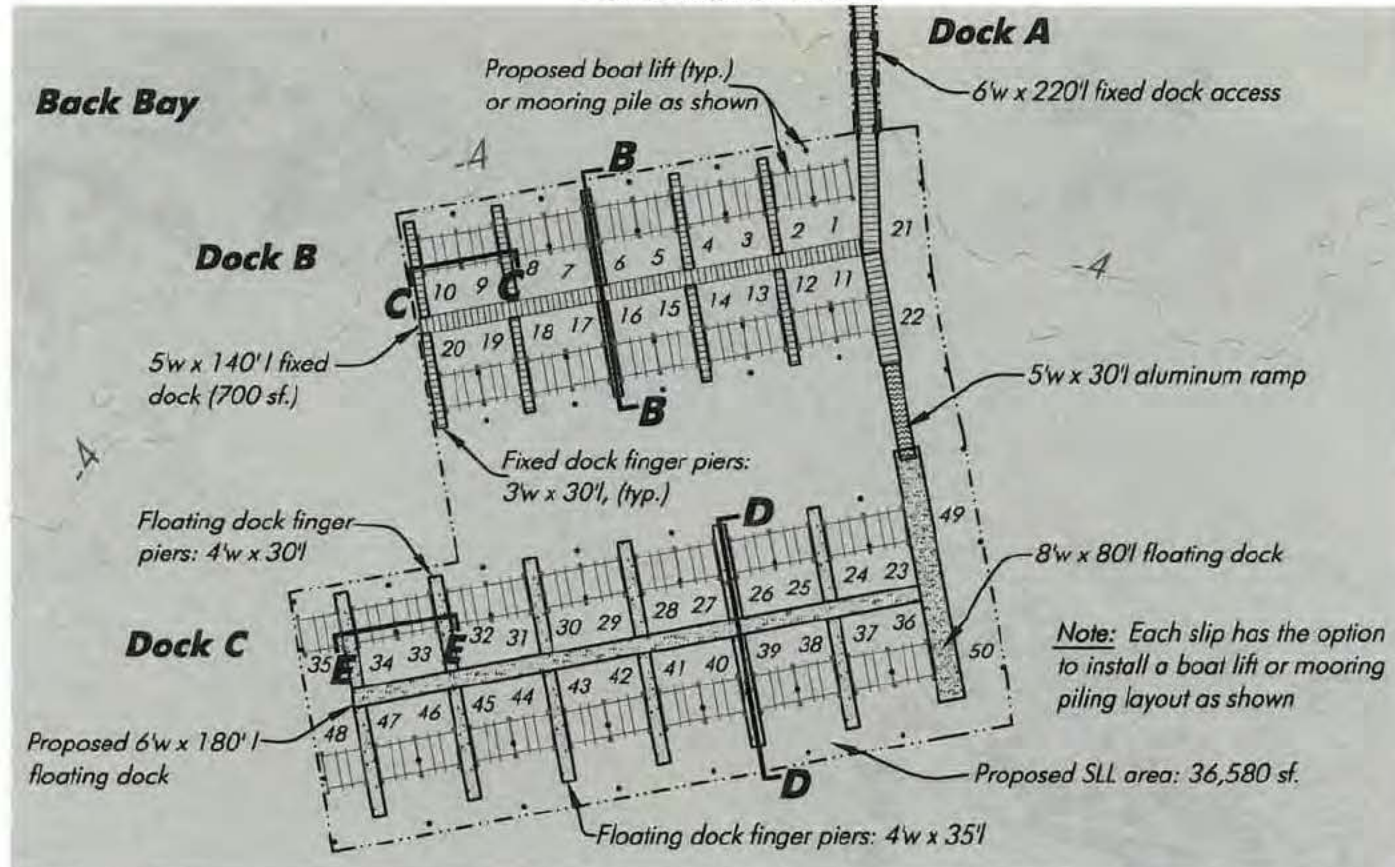 Dock A
Proposed boat lift (typ.)
or mooring pile as shown
6'w x 220'l fixed dock access
Back Bay
-4
B
Dock B
21
2 1
4 3
6 5
8 7
10 9
C
C
-4
22
12 11
14 13
16 15
18 17
20 19
5'w x 140' l fixed
dock (700 sf.)
5'w x 30'l aluminum ramp
B
-4
Fixed dock finger piers:
3'w x 30'l, (typ.)
Floating dock finger
piers: 4'w x 30'l
D
49
8'w x 80'l floating dock
24 23
26 25
28 27
30 29
32 31
34 33
35
E
E
Dock C
Note: Each slip has the option
to install a boat lift or mooring
piling layout as shown
50
37 36
39 38
41 40
43 42
45 44
47 46
48
Proposed 6'w x 180' l
floating dock
D
Proposed SLL area: 36,580 sf.
Floating dock finger piers: 4'w x 35'l